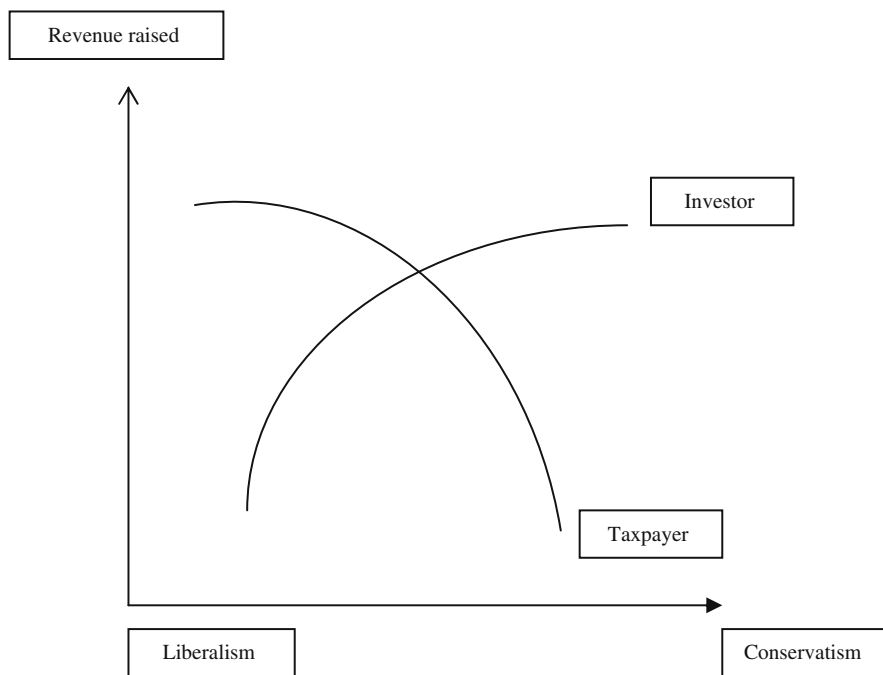 Revenue raised
Investor
Taxpayer
Liberalism
Conservatism